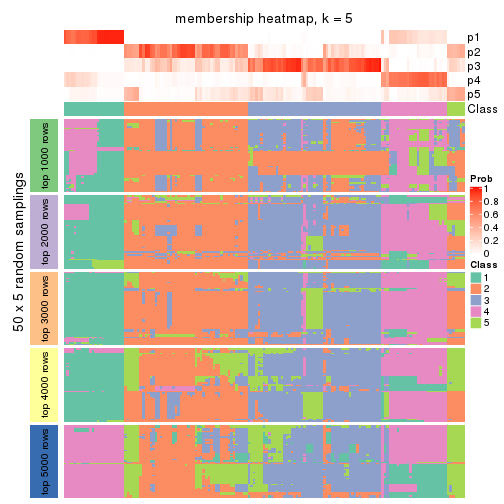 membership heatmap, k = 5
p1
p2
p3
p4
p5
Class
50 x 5 random samplings
top 1000 rows
top 2000 rows
top 3000 rows
top 4000 rows
top 5000 rows
Prob
1
0.8
0.6
0.4
0.2
0
Class
1
2
3
4
5